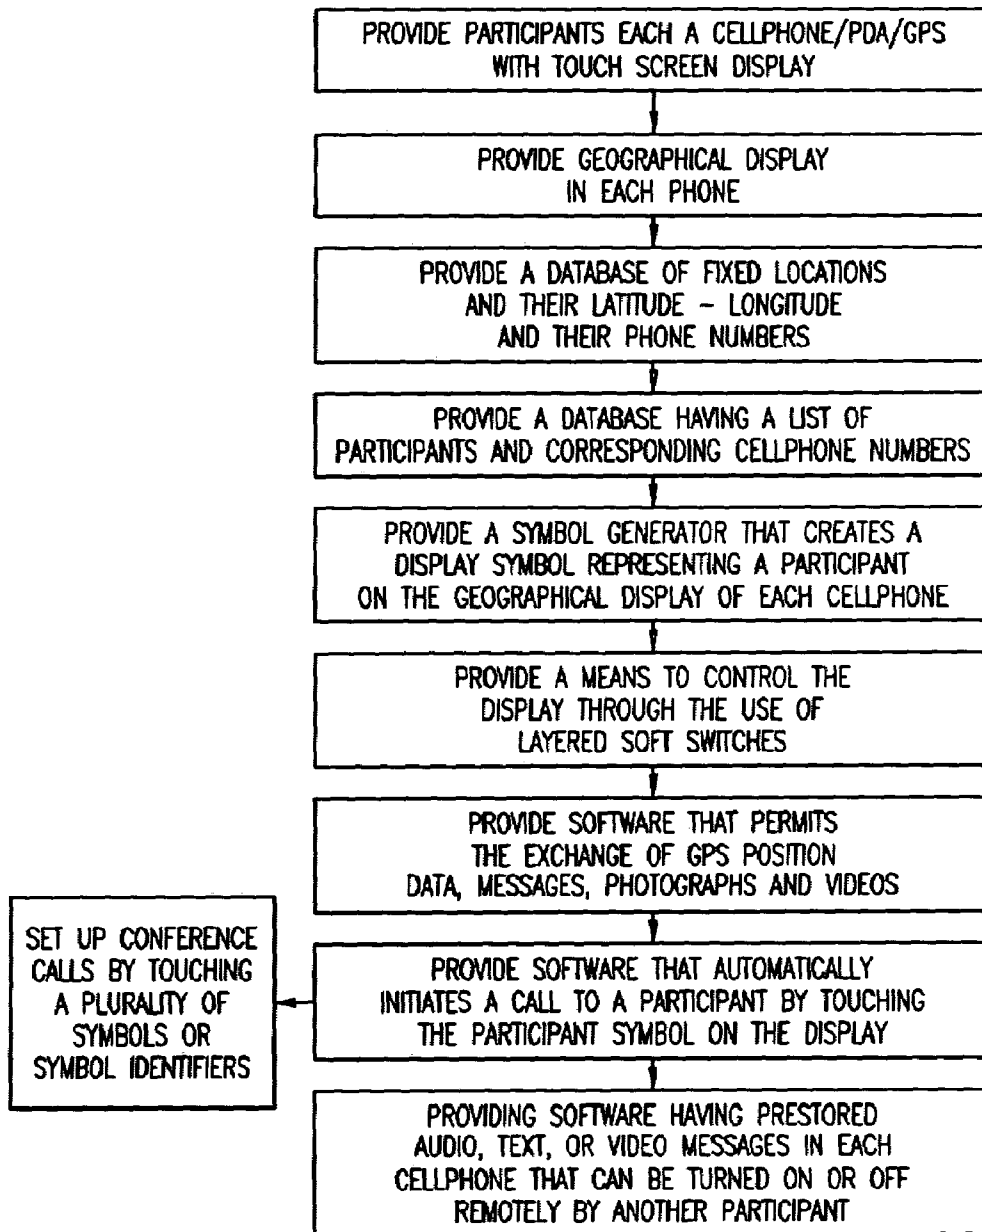 PROVIDE PARTICIPANTS EACH A CELLPHONE/PDA/GPS
WITH TOUCH SCREEN DISPLAY
PROVIDE GEOGRAPHICAL DISPLAY
IN EACH PHONE
PROVIDE A DATABASE OF FIXED LOCATIONS
AND THEIR LATITUDE - LONGITUDE
AND THEIR PHONE NUMBERS
PROVIDE A DATABASE HAVING A LIST OF
PARTICIPANTS AND CORRESPONDING CELLPHONE NUMBERS
PROVIDE A SYMBOL GENERATOR THAT CREATES A
DISPLAY SYMBOL REPRESENTING A PARTICIPANT
ON THE GEOGRAPHICAL DISPLAY OF EACH CELLPHONE
PROVIDE A MEANS TO CONTROL THE
DISPLAY THROUGH THE USE OF
LAYERED SOFT SWITCHES
PROVIDE SOFTWARE THAT PERMITS
THE EXCHANGE OF GPS POSITION
DATA, MESSAGES, PHOTOGRAPHS AND VIDEOS
PROVIDE SOFTWARE THAT AUTOMATICALLY
INITIATES A CALL TO A PARTICIPANT BY TOUCHING
THE PARTICIPANT SYMBOL ON THE DISPLAY
SET UP CONFERENCE
CALLS BY TOUCHING
A PLURALITY OF
SYMBOLS OR
SYMBOL IDENTIFIERS
PROVIDING SOFTWARE HAVING PRESTORED
AUDIO, TEXT, OR VIDEO MESSAGES IN EACH
CELLPHONE THAT CAN BE TURNED ON OR OFF
REMOTELY BY ANOTHER PARTICIPANT